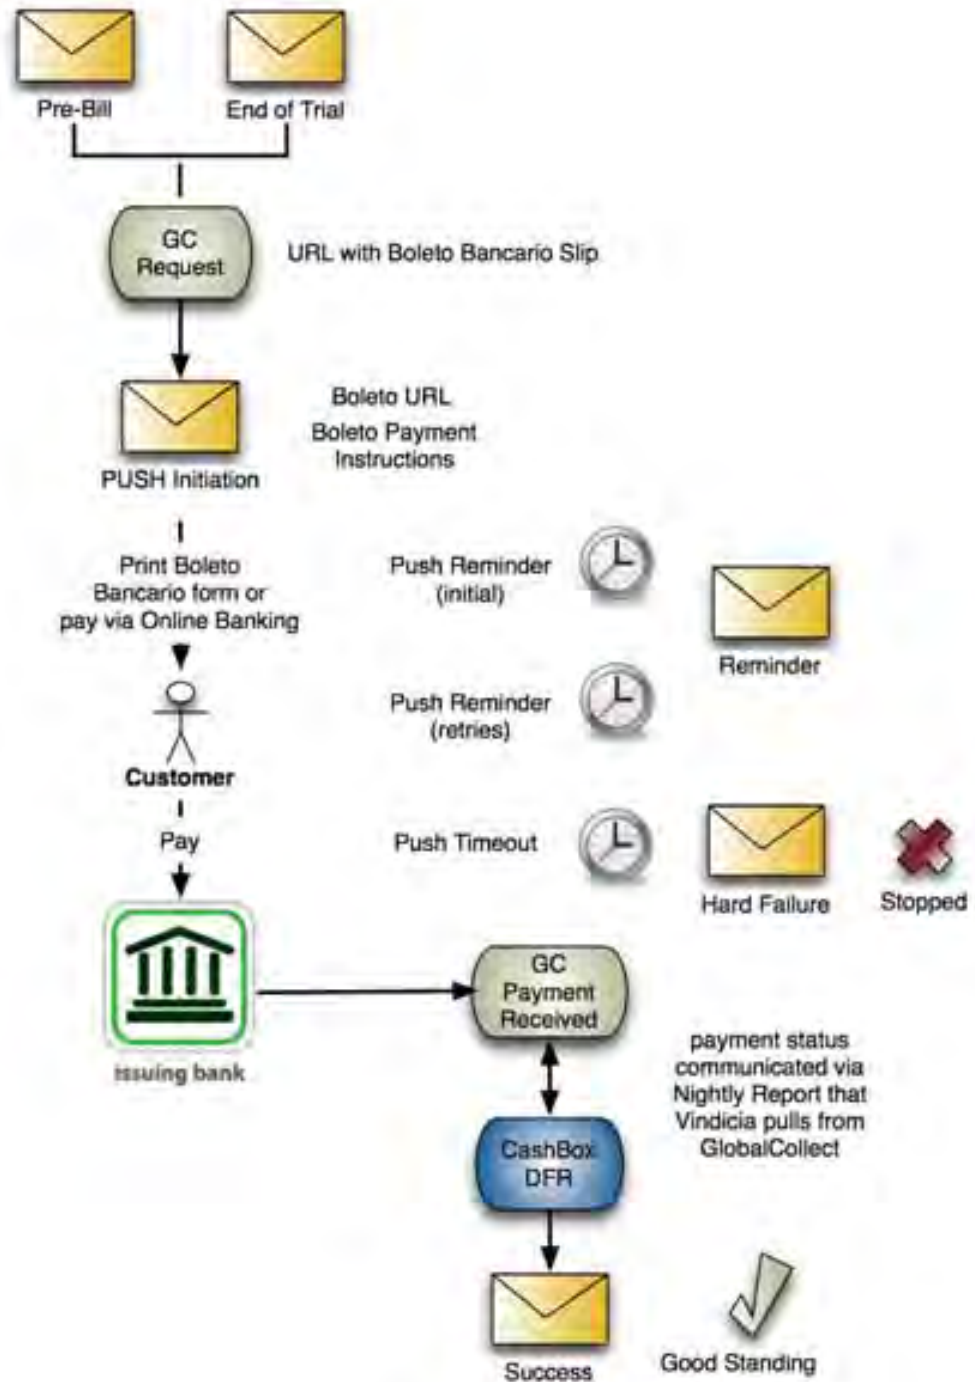 Pre-Bill
End of Trial
GC
Request
URL with Boleto Bancario Slip
Boleto URL
Boleto Payment
Instructions
PUSH Initiation
Print Boleto
Bancario form or
pay via Online Banking
Push Reminder
(initial)
Reminder
Push Reminder
(retries)
Customer
Pay
Push Timeout
Hard Failure
Stopped
GC
Payment
Received
issuing bank
payment status
communicated via
Nightly Report that
Vindicia pulls from
GlobalCollect
CashBox
DFR
Success
Good Standing